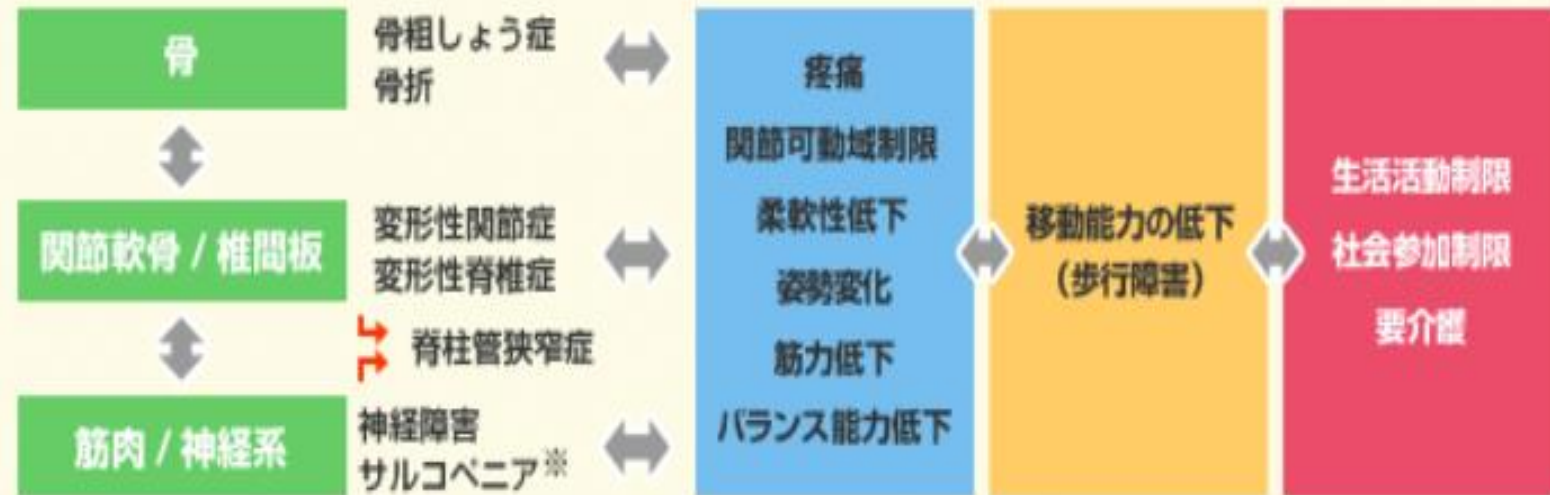 骨
骨粗しょう症
骨折
関節軟骨 / 椎間板
変形性関節症
変形性脊椎症
脊柱管狭窄症
筋肉 / 神経系
神経障害
サルコペニア※
疼痛
関節可動域制限
柔軟性低下
姿勢変化
筋力低下
バランス能力低下
移動能力の低下
（歩行障害）
生活活動制限
社会参加制限
要介護